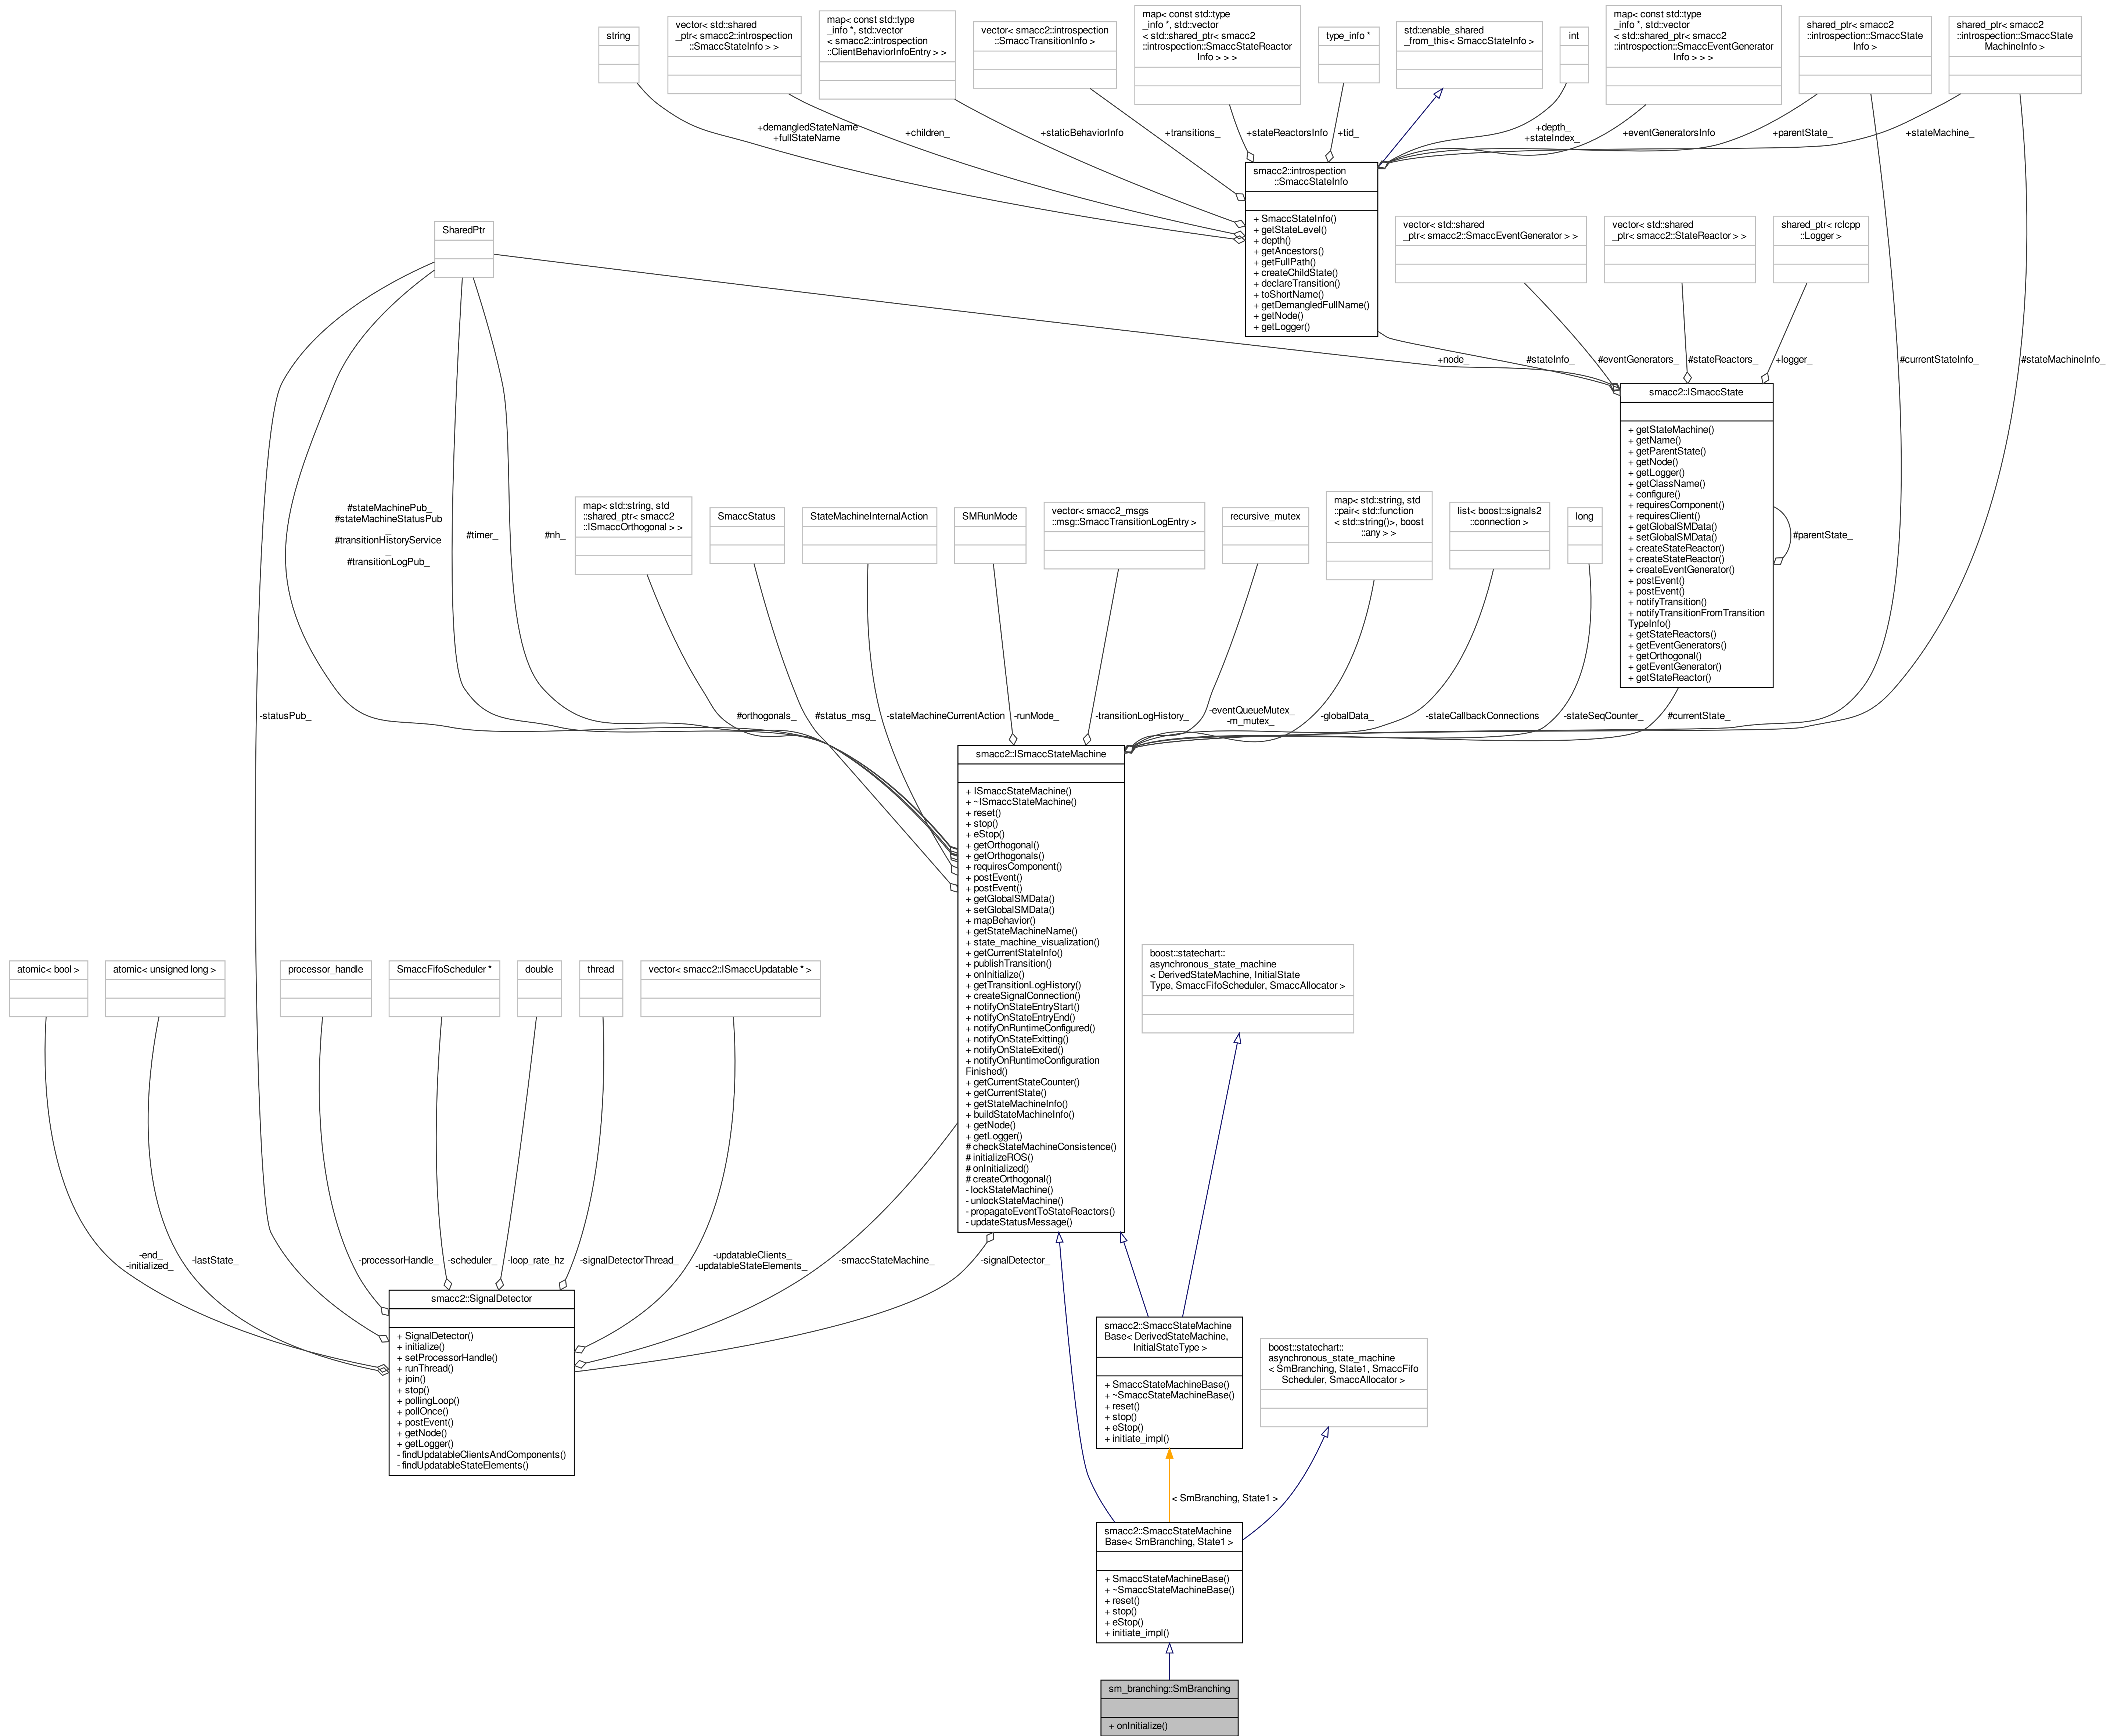 string
vector< std::shared
_ptr< smacc2::introspection
::SmaccStateInfo > >
map< const std::type
_info *, std::vector
< smacc2::introspection
::ClientBehaviorInfoEntry > >
vector< smacc2::introspection
::SmaccTransitionInfo >
map< const std::type
_info *, std::vector
< std::shared_ptr< smacc2
::introspection::SmaccStateReactor
Info > > >
type_info *
std::enable_shared
_from_this< SmaccStateInfo >
int
map< const std::type
_info *, std::vector
< std::shared_ptr< smacc2
::introspection::SmaccEventGenerator
Info > > >
shared_ptr< smacc2
::introspection::SmaccState
Info >
shared_ptr< smacc2
::introspection::SmaccState
MachineInfo >
+demangledStateName
+fullStateName
+children_
+staticBehaviorInfo
+transitions_
+stateReactorsInfo
+tid_
+depth_
+stateIndex_
+eventGeneratorsInfo
+parentState_
+stateMachine_
smacc2::introspection
::SmaccStateInfo
+ SmaccStateInfo()
+ getStateLevel()
+ depth()
+ getAncestors()
+ getFullPath()
+ createChildState()
+ declareTransition()
+ toShortName()
+ getDemangledFullName()
+ getNode()
+ getLogger()
SharedPtr
vector< std::shared
_ptr< smacc2::SmaccEventGenerator > >
vector< std::shared
_ptr< smacc2::StateReactor > >
shared_ptr< rclcpp
::Logger >
+node_
#stateInfo_
#eventGenerators_
#stateReactors_
+logger_
#currentStateInfo_
#stateMachineInfo_
smacc2::ISmaccState
+ getStateMachine()
+ getName()
+ getParentState()
+ getNode()
+ getLogger()
+ getClassName()
+ configure()
+ requiresComponent()
+ requiresClient()
+ getGlobalSMData()
+ setGlobalSMData()
+ createStateReactor()
+ createStateReactor()
+ createEventGenerator()
+ postEvent()
+ postEvent()
+ notifyTransition()
+ notifyTransitionFromTransition
TypeInfo()
+ getStateReactors()
+ getEventGenerators()
+ getOrthogonal()
+ getEventGenerator()
+ getStateReactor()
#parentState_
#stateMachinePub_
#stateMachineStatusPub
_
#transitionHistoryService
_
#transitionLogPub_
#timer_
#nh_
map< std::string, std
::shared_ptr< smacc2
::ISmaccOrthogonal > >
SmaccStatus
StateMachineInternalAction
SMRunMode
vector< smacc2_msgs
::msg::SmaccTransitionLogEntry >
recursive_mutex
map< std::string, std
::pair< std::function
< std::string()>, boost
::any > >
list< boost::signals2
::connection >
long
-statusPub_
#orthogonals_
#status_msg_
-stateMachineCurrentAction
-runMode_
-transitionLogHistory_
-eventQueueMutex_
-m_mutex_
-globalData_
-stateCallbackConnections
-stateSeqCounter_
#currentState_
smacc2::ISmaccStateMachine
+ ISmaccStateMachine()
+ ~ISmaccStateMachine()
+ reset()
+ stop()
+ eStop()
+ getOrthogonal()
+ getOrthogonals()
+ requiresComponent()
+ postEvent()
+ postEvent()
+ getGlobalSMData()
+ setGlobalSMData()
+ mapBehavior()
+ getStateMachineName()
+ state_machine_visualization()
+ getCurrentStateInfo()
+ publishTransition()
+ onInitialize()
+ getTransitionLogHistory()
+ createSignalConnection()
+ notifyOnStateEntryStart()
+ notifyOnStateEntryEnd()
+ notifyOnRuntimeConfigured()
+ notifyOnStateExitting()
+ notifyOnStateExited()
+ notifyOnRuntimeConfiguration
Finished()
+ getCurrentStateCounter()
+ getCurrentState()
+ getStateMachineInfo()
+ buildStateMachineInfo()
+ getNode()
+ getLogger()
# checkStateMachineConsistence()
# initializeROS()
# onInitialized()
# createOrthogonal()
- lockStateMachine()
- unlockStateMachine()
- propagateEventToStateReactors()
- updateStatusMessage()
boost::statechart::
asynchronous_state_machine
< DerivedStateMachine, InitialState
Type, SmaccFifoScheduler, SmaccAllocator >
atomic< bool >
atomic< unsigned long >
processor_handle
SmaccFifoScheduler *
double
thread
vector< smacc2::ISmaccUpdatable * >
-end_
-initialized_
-lastState_
-processorHandle_
-scheduler_
-loop_rate_hz
-signalDetectorThread_
-updatableClients_
-updatableStateElements_
-smaccStateMachine_
-signalDetector_
smacc2::SignalDetector
+ SignalDetector()
+ initialize()
+ setProcessorHandle()
+ runThread()
+ join()
+ stop()
+ pollingLoop()
+ pollOnce()
+ postEvent()
+ getNode()
+ getLogger()
- findUpdatableClientsAndComponents()
- findUpdatableStateElements()
smacc2::SmaccStateMachine
Base< DerivedStateMachine,
InitialStateType >
+ SmaccStateMachineBase()
+ ~SmaccStateMachineBase()
+ reset()
+ stop()
+ eStop()
+ initiate_impl()
boost::statechart::
asynchronous_state_machine
< SmBranching, State1, SmaccFifo
Scheduler, SmaccAllocator >
< SmBranching, State1 >
smacc2::SmaccStateMachine
Base< SmBranching, State1 >
+ SmaccStateMachineBase()
+ ~SmaccStateMachineBase()
+ reset()
+ stop()
+ eStop()
+ initiate_impl()
sm_branching::SmBranching
+ onInitialize()